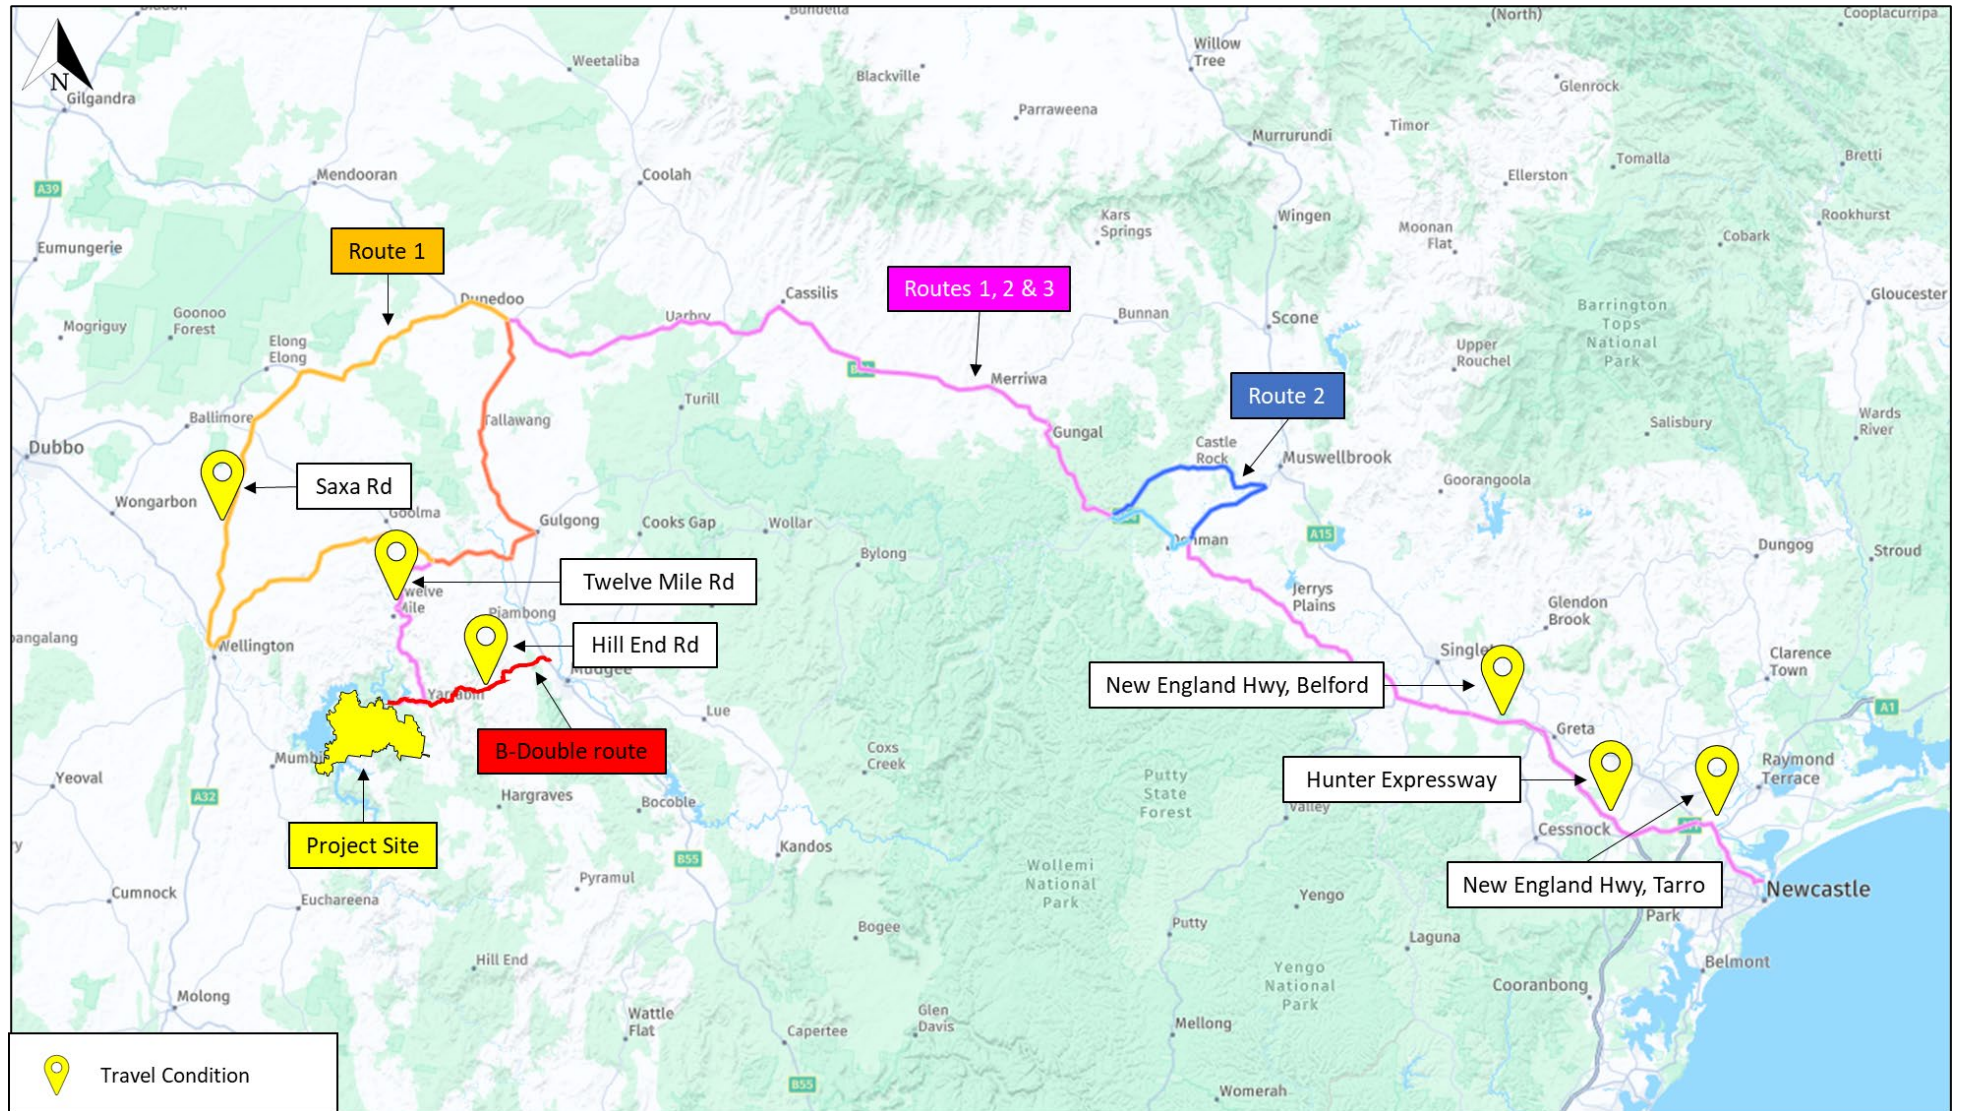 Bundella
(North)
Cooplacurripa
N
Gilgandra
Weetaliba
Blackville
Willow
Tree
Glenrock
Parraweena
Murrurundi
Timor
Tomalla
Bretti
A39
Mendooran
Coolah
Ellerston
Eumungerie
Route 1
Kars
Springs
Wingen
Moonan
Flat
Cobark
Rookhurst
Dunedoo
Cassilis
Routes 1, 2 & 3
Mogriguy
Goonoo
Forest
Uarbry
Bunnan
Scone
Barrington
Tops
National
Park
Gloucester
Elong
Elong
Upper
Rouchel
Merriwa
Route 2
Ballimore
Turill
Tallawang
Gungal
Castle
Rock
Muswellbrook
Salisbury
Wards
River
Dubbo
Saxa Rd
Wongarbon
Goolma
Gulgong
Cooks Gap
Wollar
Goorangoola
A15
Denman
Bylong
Dungog
Stroud
Twelve Mile Rd
Twelve
Mile
Piambong
Jerrys
Plains
Glendon
Brook
Wellington
Hill End Rd
Mudgee
Clarence
Town
New England Hwy, Belford
Yarrabin
Lue
A1
Greta
B-Double route
Coxs
Creek
Raymond
Terrace
Yeoval
A32
Hargraves
Bocoble
Putty
State
Forest
Hunter Expressway
Valley
Project Site
Cessnock
Kandos
B55
Cumnock
Euchareena
Pyramul
Wollemi
National
Park
Yengo
New England Hwy, Tarro
Newcastle
Park
Bogee
Putty
Laguna
Hill End
Yengo
National
Park
Belmont
Cooranbong
Molong
Wattle
Flat
Capertee
Glen
Davis
Mellong
Travel Condition
B55
Womerah